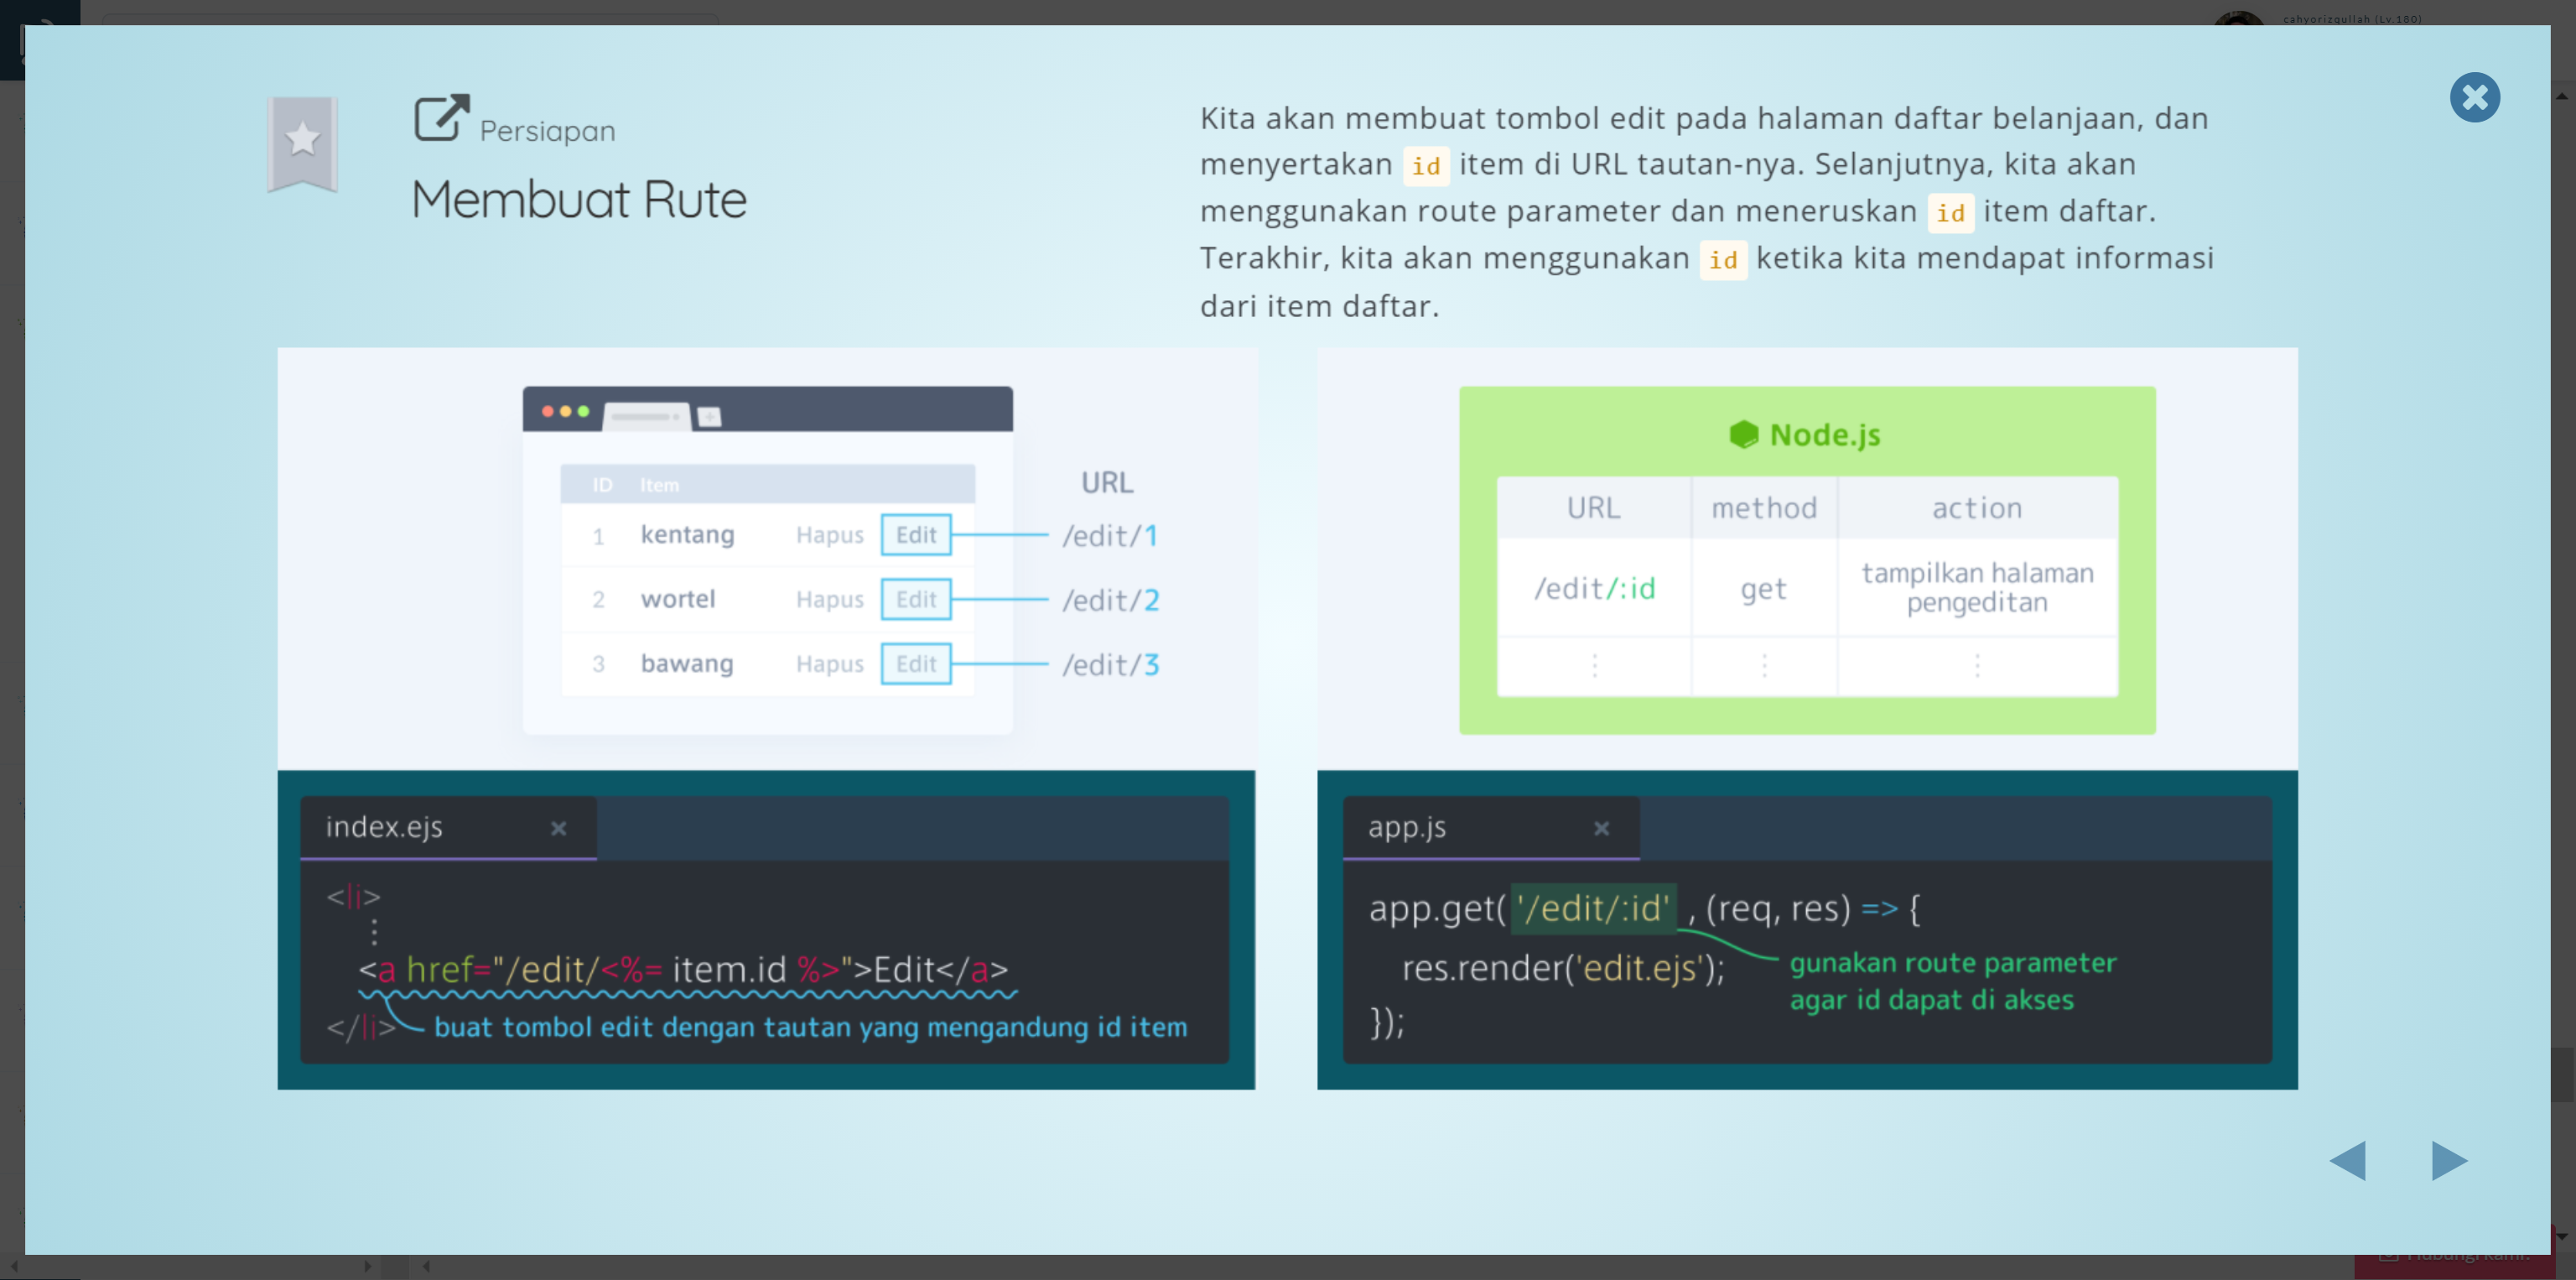 cahyorizqullah (Lv.180)
Persiapan
Membuat Rute
Kita akan membuat tombol edit pada halaman daftar belanjaan, dan
menyertakan id item di URL tautan-nya. Selanjutnya, kita akan
menggunakan route parameter dan meneruskan id item daftar.
Terakhir, kita akan menggunakan id ketika kita mendapat informasi
dari item daftar.
ID Item
URL
1 kentang Hapus Edit /edit/1
2 wortel Hapus Edit /edit/2
3 bawang Hapus Edit /edit/3
Node.js
URL method action
/edit/:id get tampilkan halaman
pengeditan
index.ejs
<li>
<a href="/edit/<%= item.id %>">Edit</a>
</li> buat tombol edit dengan tautan yang mengandung id item
app.js
app.get( '/edit/:id' , (req, res) => {
res.render('edit.ejs');
gunakan route parameter
agar id dapat di akses
});
Hubungi kami!